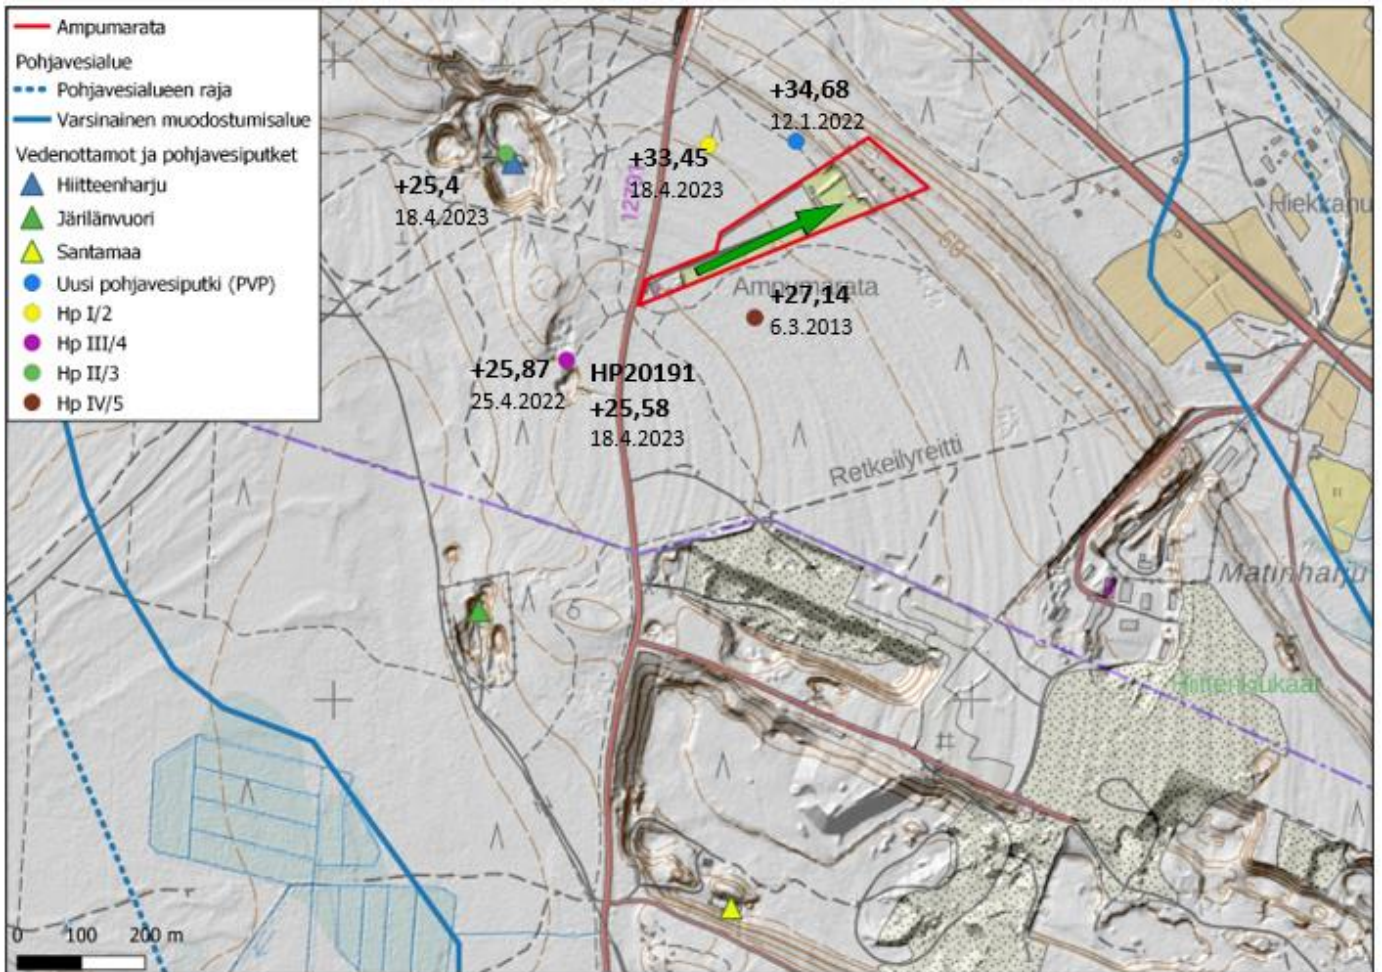 Ampumarata
Pohjavesialue
Pohjavesialueen raja
Varsinainen muodostumisalue
Vedenottamot ja pohjavesiputket
Hiitteenharju
Järilänvuori
Santamaa
Uusi pohjavesiputki (PVP)
Hp I/2
Hp III/4
Hp II/3
Hp IV/5
+34,68
12.1.2022
+33,45
18.4.2023
+25,4
18.4.2023
Hiekkahu
60
Ampumarata
+27,14
6.3.2013
+25,87
25.4.2022
HP20191
+25,58
18.4.2023
Retkeilyreitti
Matinharju
6
0 100 200 m